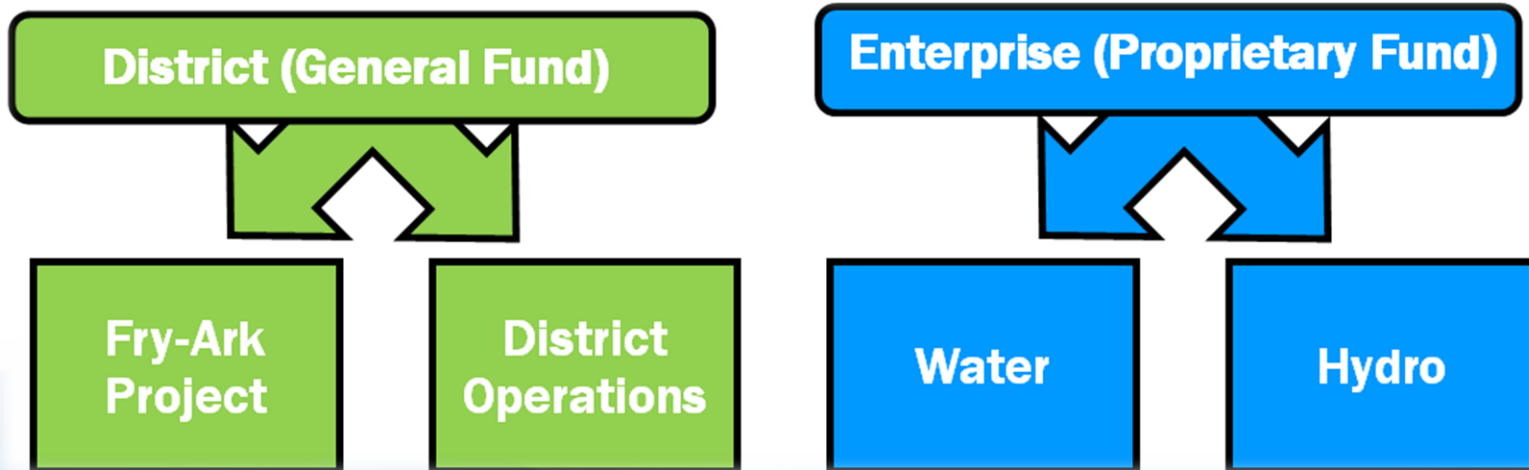 District (General Fund)
Enterprise (Proprietary Fund)
Fry-Ark
Project
District
Operations
Water
Hydro